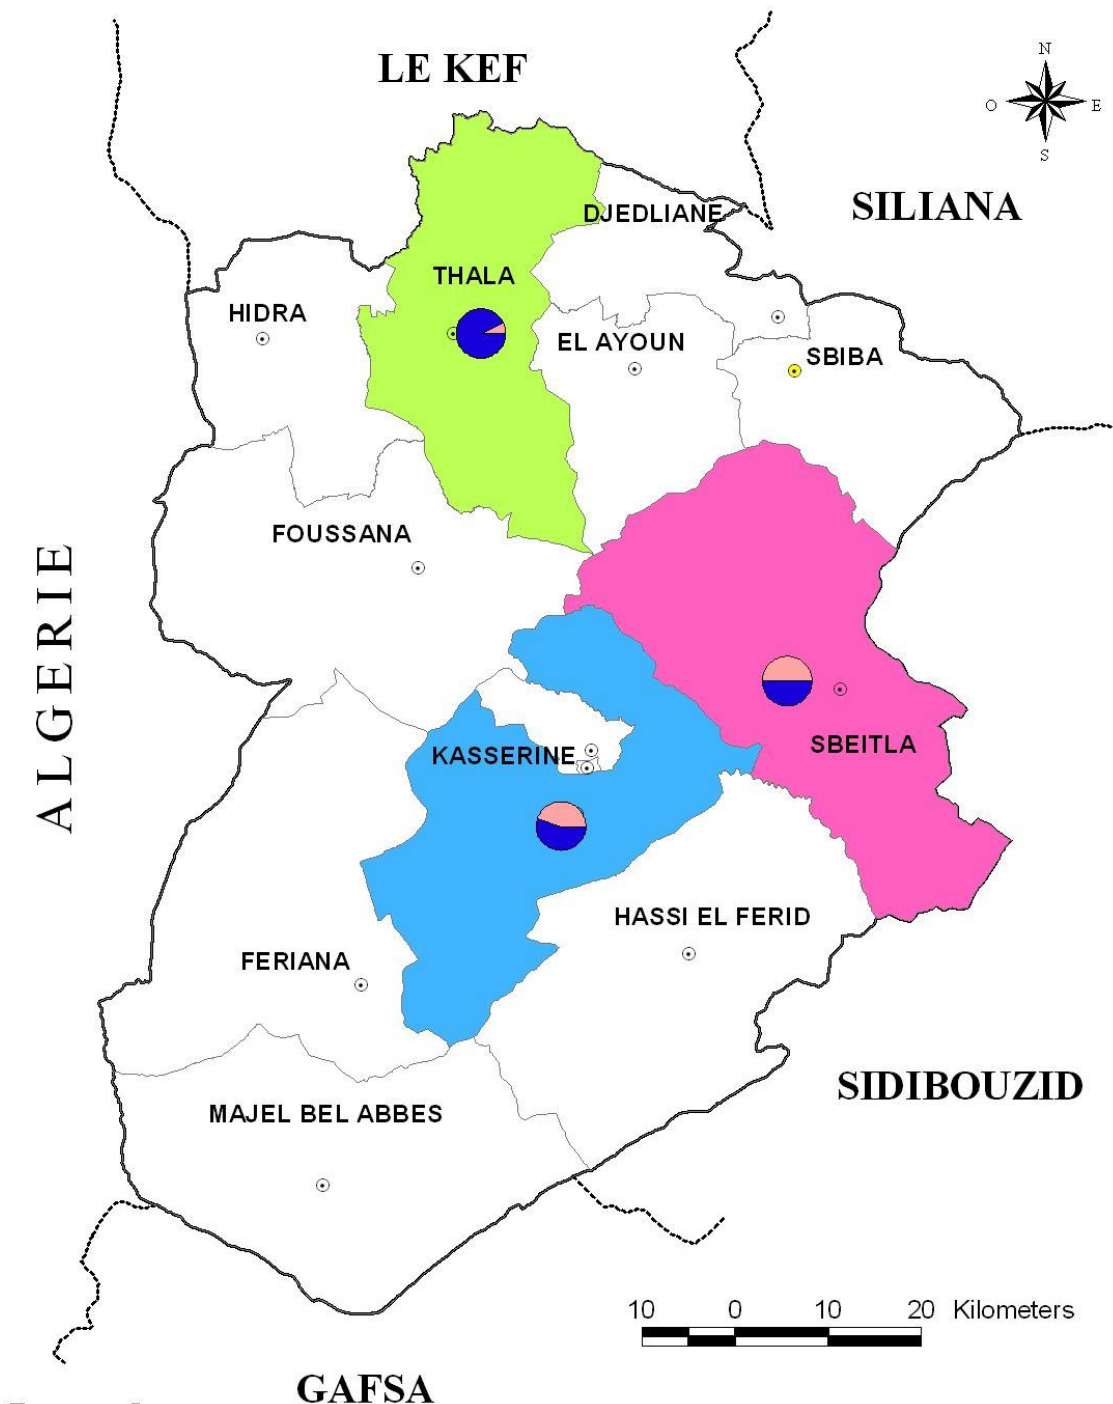 LE KEF
N
O
E
S
SILIANA
DJEDLIANE
THALA
HIDRA
EL AYOUN
SBIBA
FOUSSANA
ALGERIE
KASSERINE
SBEITLA
HASSI EL FERID
FERIANA
SIDIBOUZID
MAJEL BEL ABBES
10 0 10 20 Kilometers
GAFSA